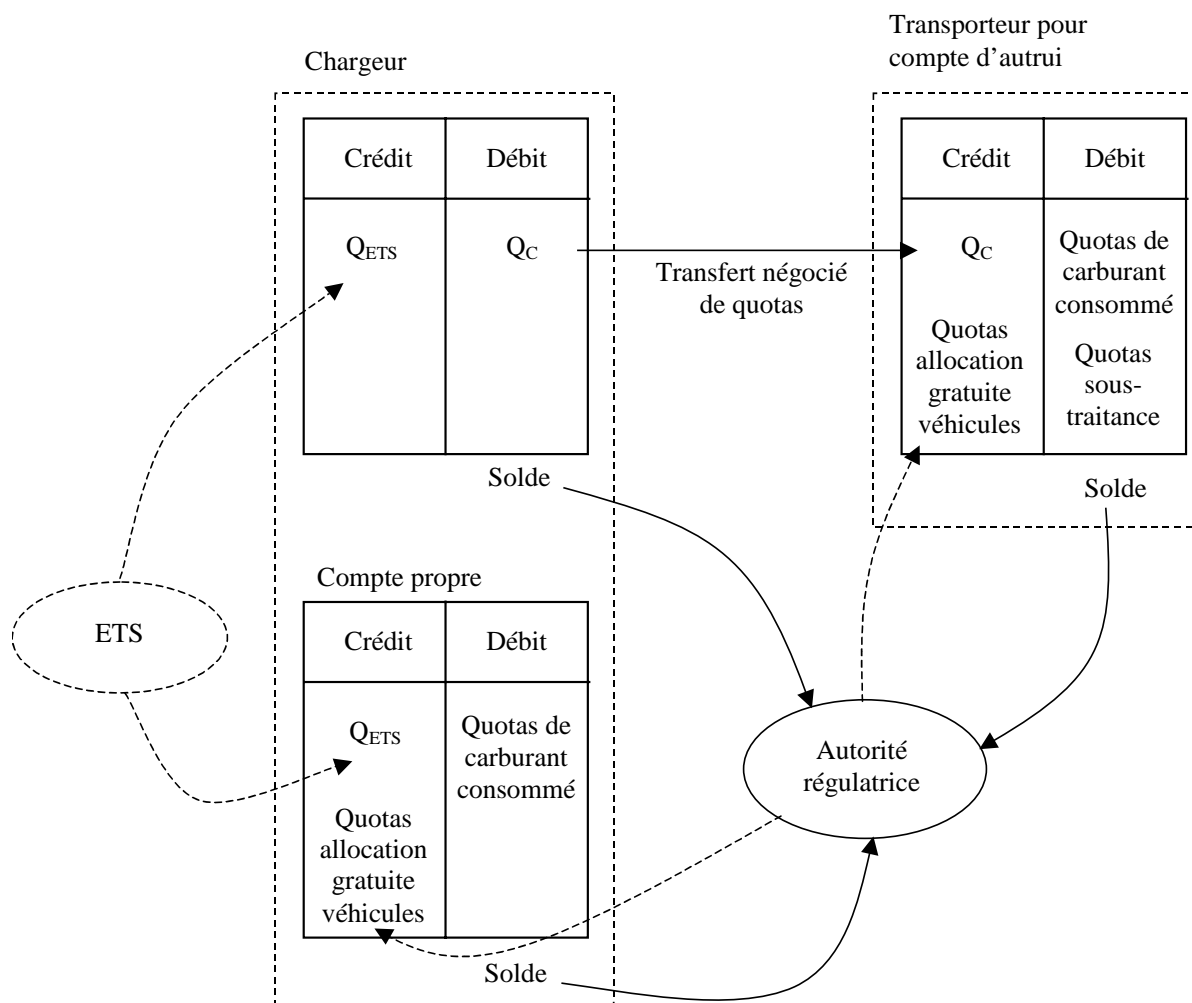 Transporteur pour
compte d’autrui
Chargeur
Crédit
Débit
Crédit
Débit
Q_ETS
Q_C
Transfert négocié
de quotas
Q_C
Quotas
allocation
gratuite
véhicules
Quotas de
carburant
consommé
Quotas
sous-
traitance
Solde
Solde
Compte propre
ETS
Crédit
Débit
Q_ETS
Quotas
allocation
gratuite
véhicules
Quotas de
carburant
consommé
Autorité
régulatrice
Solde